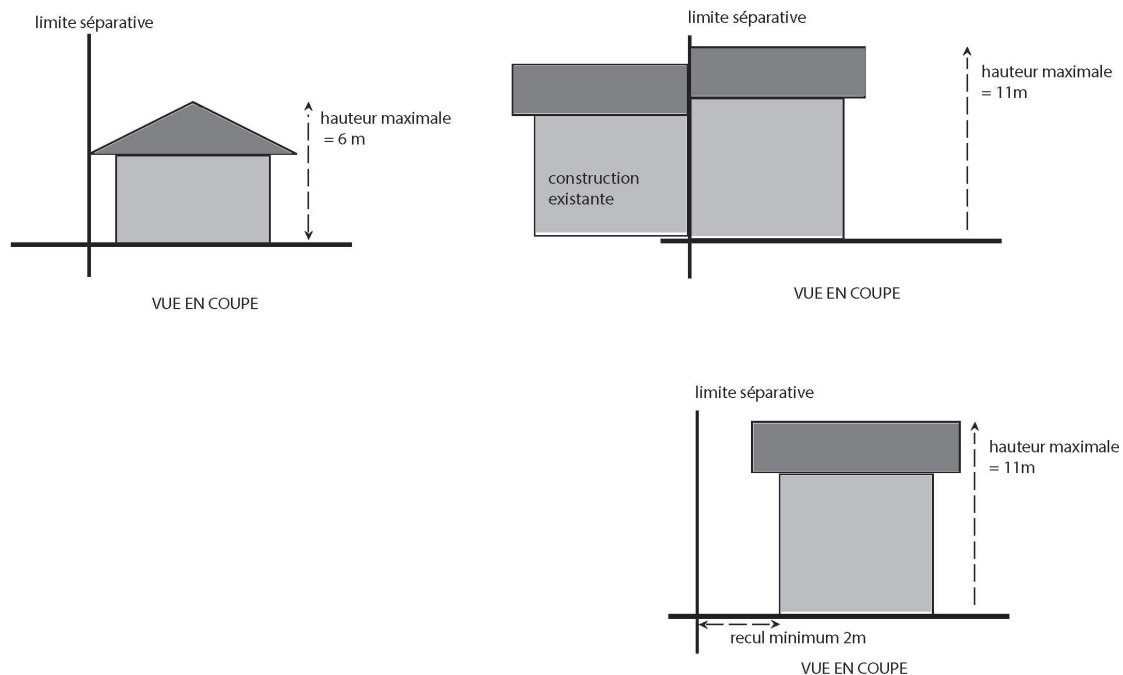 limite séparative
hauteur maximale
= 6 m
VUE EN COUPE
limite séparative
hauteur maximale
= 11m
construction
existante
VUE EN COUPE
limite séparative
hauteur maximale
= 11m
recul minimum 2m
VUE EN COUPE